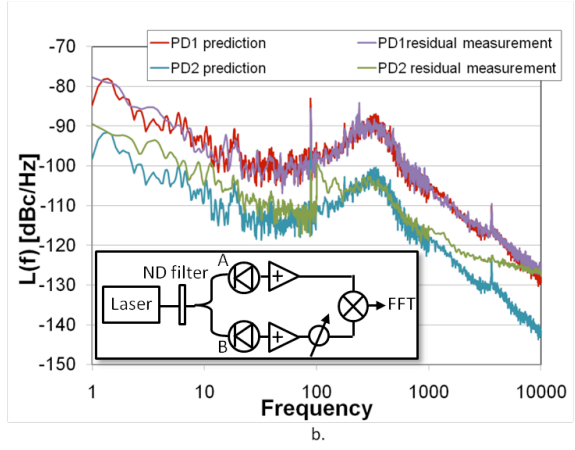 -70
-80
-90
-100
-110
-120
-130
-140
-150
L(f) [dBc/Hz]
PD1 prediction
PD1residual measurement
PD2 prediction
PD2 residual measurement
A
ND filter
Laser
FFT
B
1
10
100
1000
10000
Frequency
b.